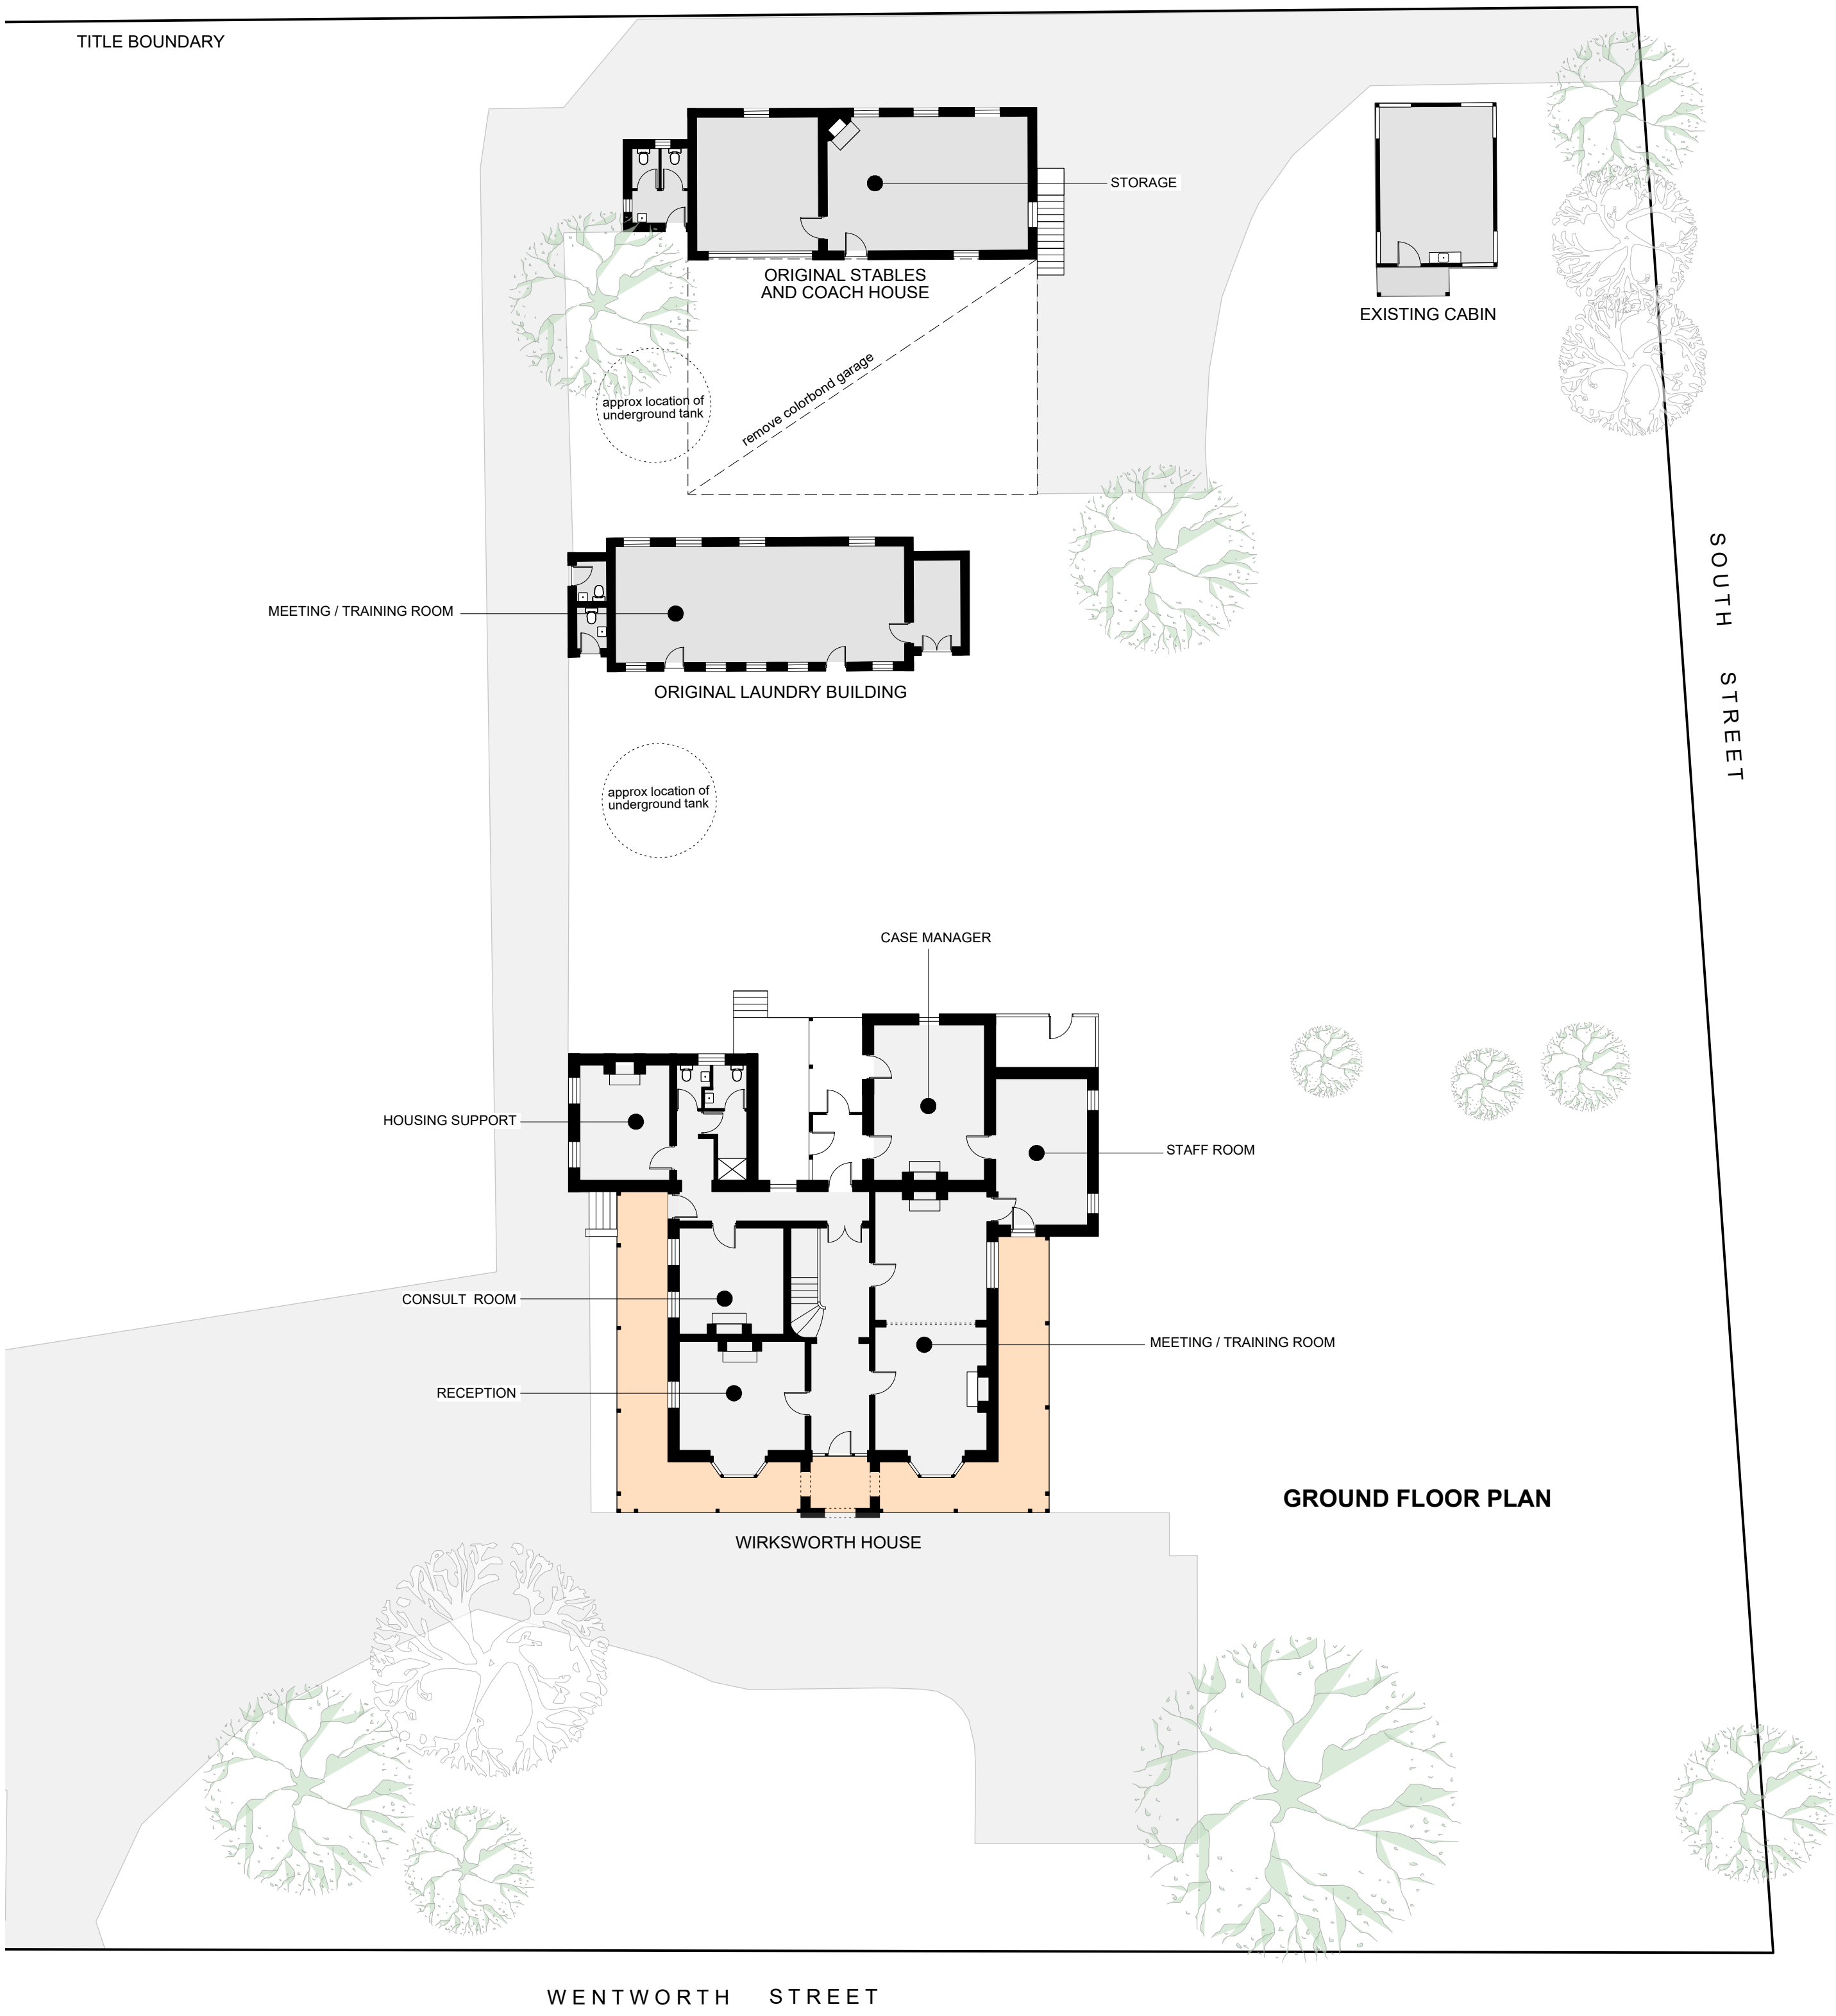 TITLE BOUNDARY
STORAGE
ORIGINAL STABLES
AND COACH HOUSE
EXISTING CABIN
remove colorbond garage
approx location of
underground tank
SOUTH STREET
MEETING / TRAINING ROOM
ORIGINAL LAUNDRY BUILDING
approx location of
underground tank
CASE MANAGER
HOUSING SUPPORT
STAFF ROOM
CONSULT ROOM
MEETING / TRAINING ROOM
RECEPTION
GROUND FLOOR PLAN
WIRKSWORTH HOUSE
WENTWORTH STREET